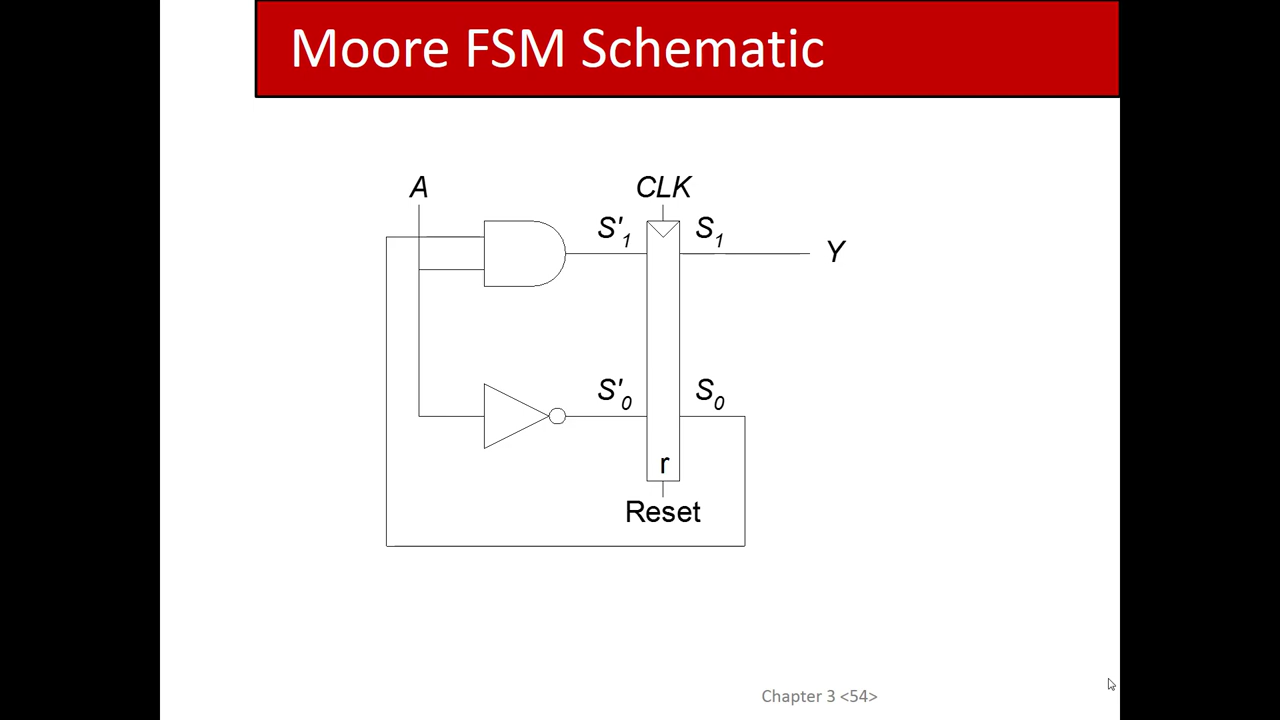 Moore FSM Schematic
A
CLK
S'1
S1
Y
S'0
S0
r
Reset
Chapter 3 <54>